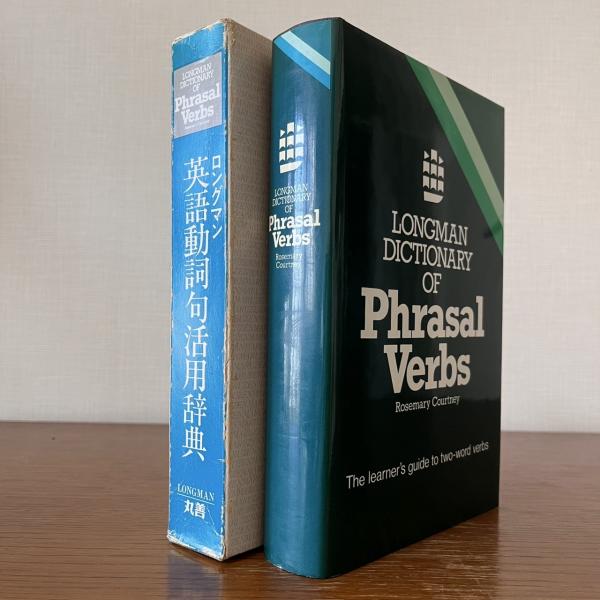 LONGMAN
DICTIONARY
OF
Phrasal
Verbs
ロングマン
英語動詞句活用辞典
LONGMAN
丸善
LONGMAN
DICTIONARY
OF
Phrasal
Verbs
Rosemary
Courtney
LONGMAN
DICTIONARY
OF
Phrasal
Verbs
Rosemary Courtney
The learner's guide to two-word verbs